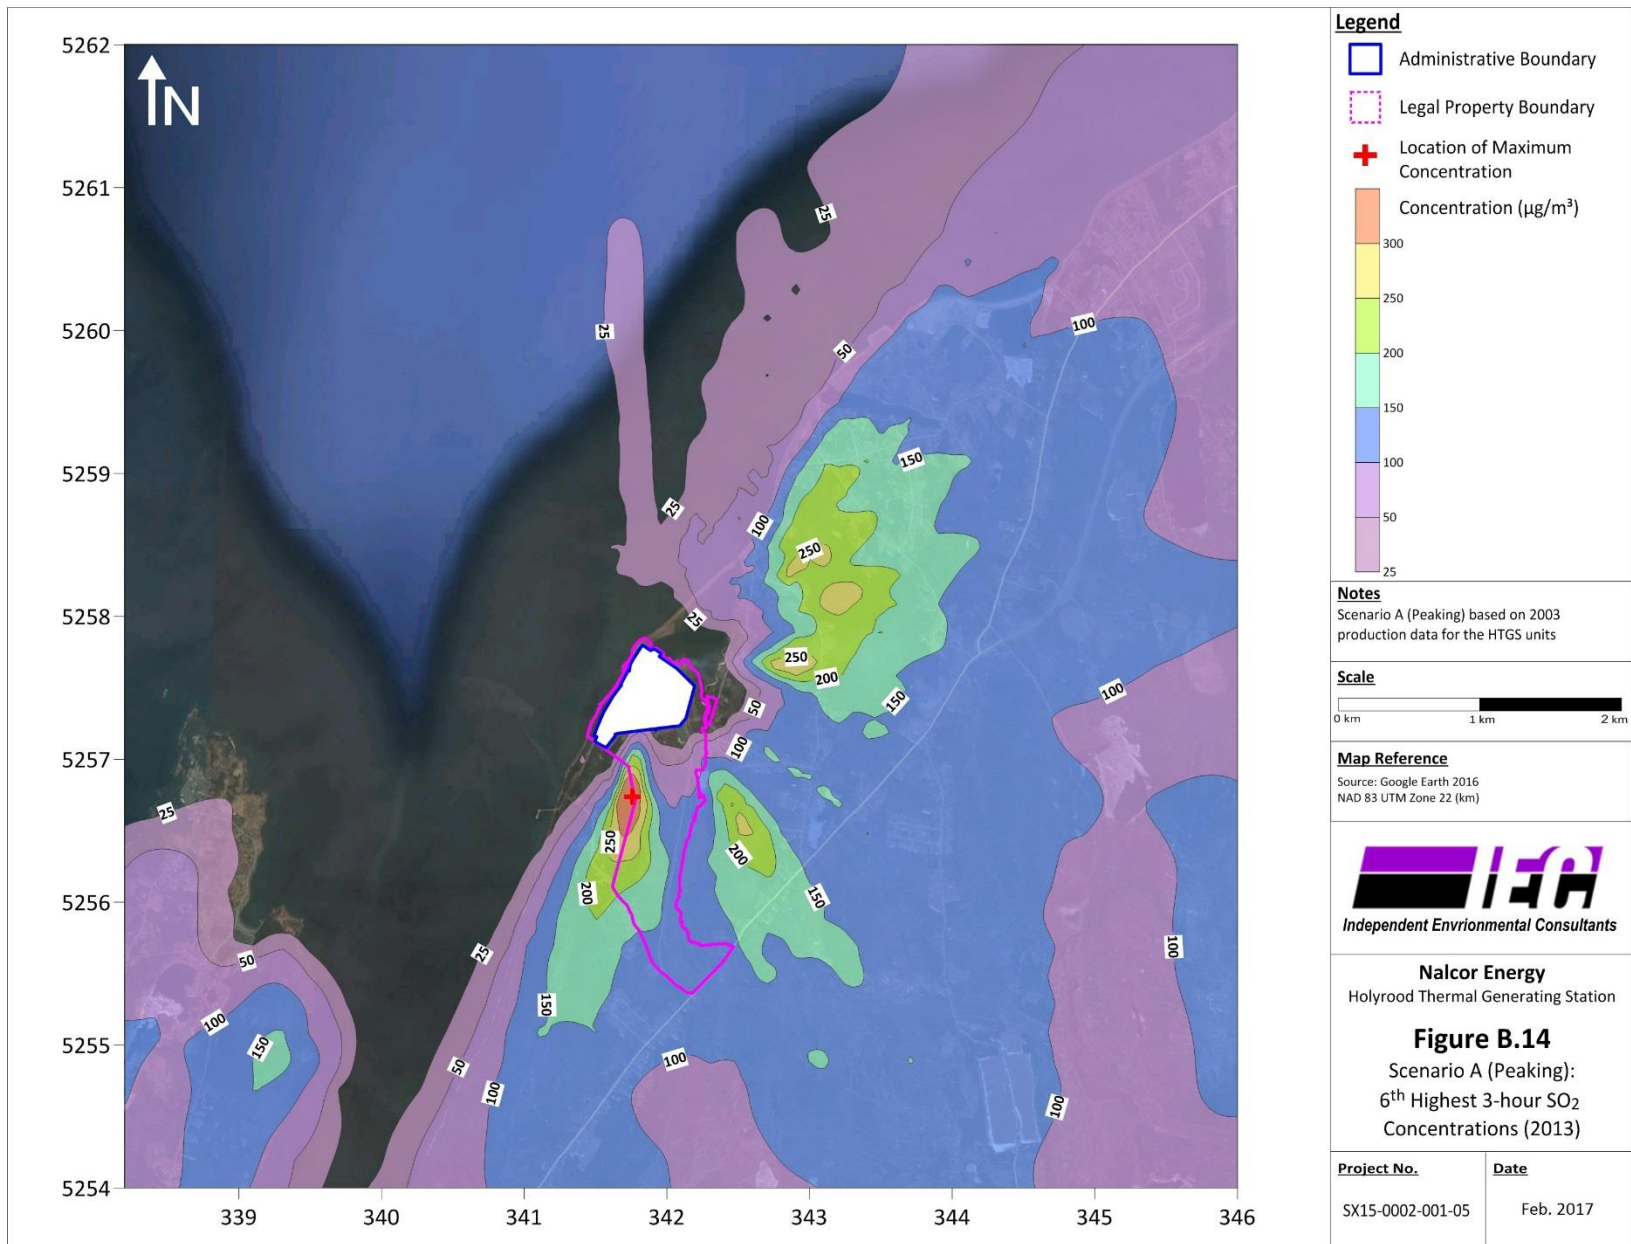 5262
5261
5260
5259
5258
5257
5256
5255
5254
339
340
341
342
343
344
345
346
N
25
25
50
100
25
150
100
25
250
25
250
200
50
150
100
100
250
200
200
150
25
50
25
100
150
150
100
50
100
100
100
Legend
Administrative Boundary
Legal Property Boundary
Location of Maximum
Concentration
Concentration (µg/m³)
300
250
200
150
100
50
25
Notes
Scenario A (Peaking) based on 2003
production data for the HTGS units
Scale
0 km 1 km 2 km
Map Reference
Source: Google Earth 2016
NAD 83 UTM Zone 22 (km)
IEC
Independent Envrionmental Consultants
Nalcor Energy
Holyrood Thermal Generating Station
Figure B.14
Scenario A (Peaking):
6th Highest 3-hour SO2
Concentrations (2013)
Project No.
SX15-0002-001-05
Date
Feb. 2017